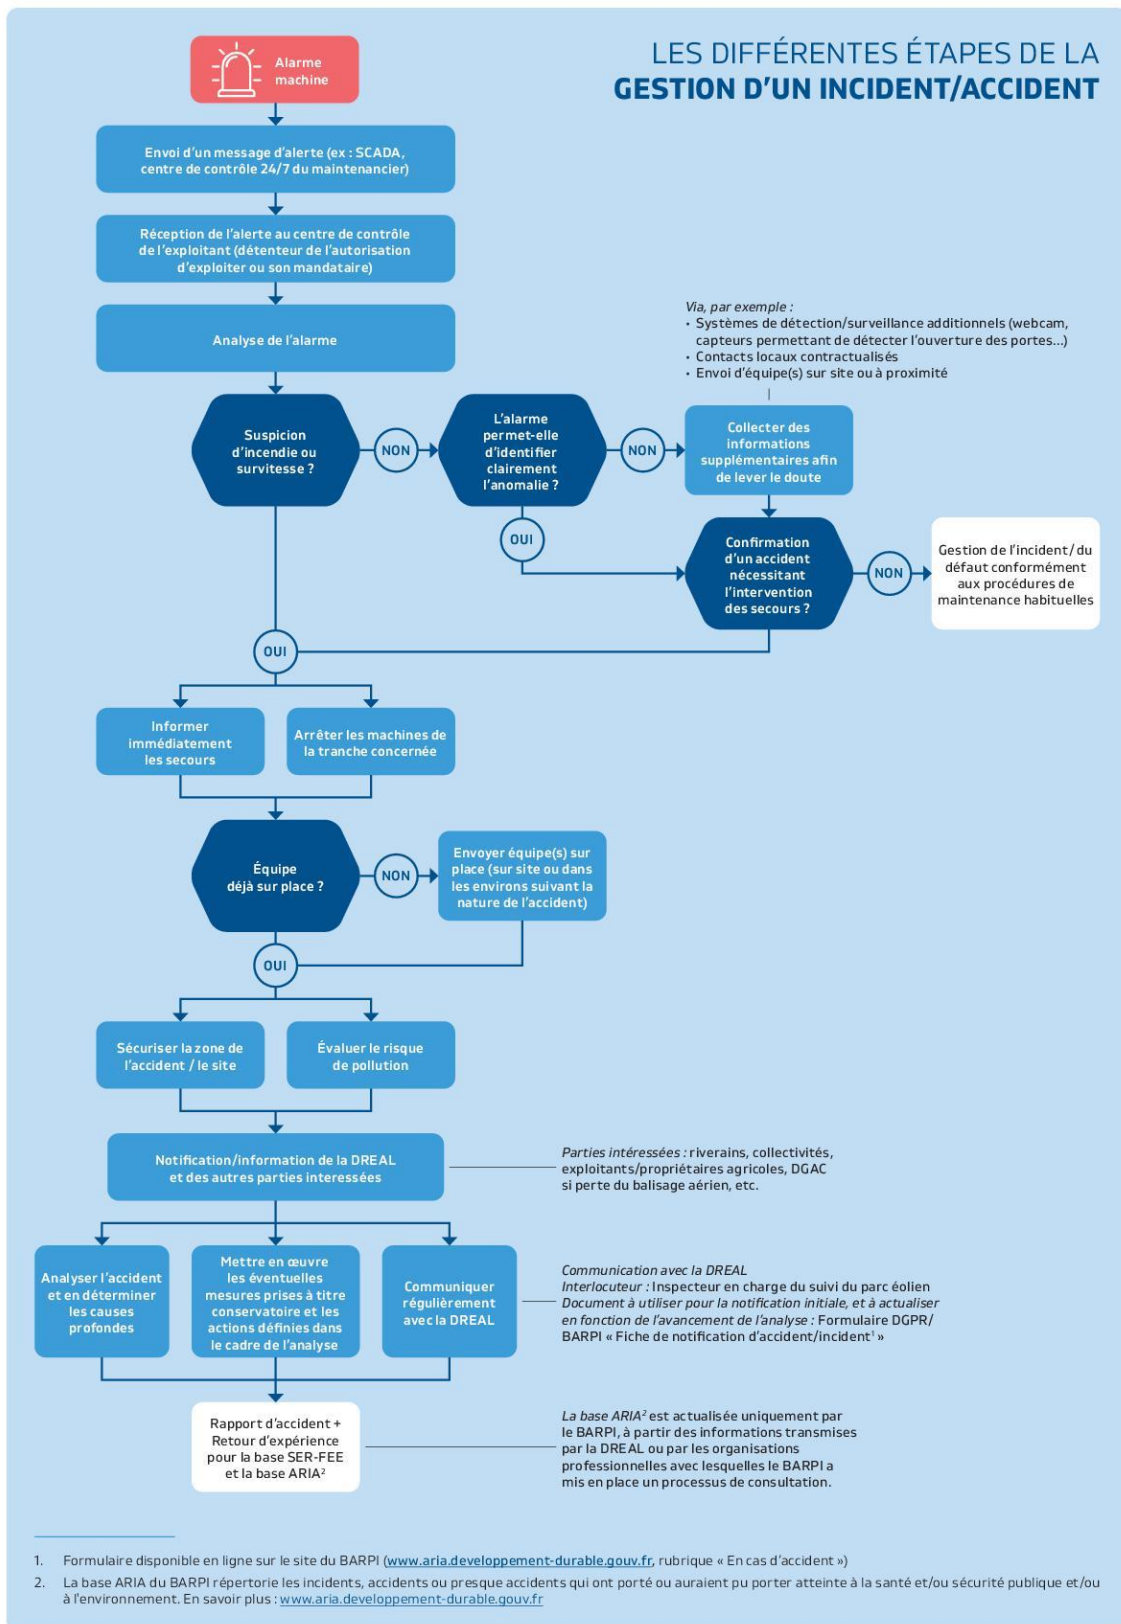 LES DIFFÉRENTES ÉTAPES DE LA
GESTION D'UN INCIDENT/ACCIDENT
Alarme
machine
Envoi d'un message d'alerte (ex : SCADA,
centre de contrôle 24/7 du maintenancier)
Réception de l'alerte au centre de contrôle
de l'exploitant (détenteur de l'autorisation
d'exploiter ou son mandataire)
Analyse de l'alarme
Via, par exemple :
• Systèmes de détection/surveillance additionnels (webcam,
capteurs permettant de détecter l'ouverture des portes...)
• Contacts locaux contractualisés
• Envoi d'équipe(s) sur site ou à proximité
Suspicion
d'incendie ou
survitesse ?
NON
L'alarme
permet-elle
d'identifier
clairement
l'anomalie ?
NON
Collecter des
informations
supplémentaires afin
de lever le doute
OUI
Confirmation
d'un accident
nécessitant
l'intervention
des secours ?
NON
Gestion de l'incident/du
défaut conformément
aux procédures de
maintenance habituelles
OUI
Informer
immédiatement
les secours
Arrêter les machines de
la tranche concernée
Équipe
déjà sur place ?
NON
Envoyer équipe(s) sur
place (sur site ou dans
les environs suivant la
nature de l'accident)
OUI
Sécuriser la zone de
l'accident / le site
Évaluer le risque
de pollution
Notification/information de la DREAL
et des autres parties interessées
Parties intéressées : riverains, collectivités,
exploitants/propriétaires agricoles, DGAC
si perte du balisage aérien, etc.
Analyser l'accident
et en déterminer
les causes
profondes
Mettre en œuvre
les éventuelles
mesures prises à titre
conservatoire et les
actions définies dans
le cadre de l'analyse
Communiquer
régulièrement
avec la DREAL
Communication avec la DREAL
Interlocuteur : Inspecteur en charge du suivi du parc éolien
Document à utiliser pour la notification initiale, et à actualiser
en fonction de l'avancement de l'analyse : Formulaire DGPR/
BARPI « Fiche de notification d'accident/incident¹ »
Rapport d'accident +
Retour d'expérience
pour la base SER-FEE
et la base ARIA²
La base ARIA² est actualisée uniquement par
le BARPI, à partir des informations transmises
par la DREAL ou par les organisations
professionnelles avec lesquelles le BARPI a
mis en place un processus de consultation.
1. Formulaire disponible en ligne sur le site du BARPI (www.aria.developpement-durable.gouv.fr, rubrique « En cas d'accident »)
2. La base ARIA du BARPI répertorie les incidents, accidents ou presque accidents qui ont porté ou auraient pu porter atteinte à la santé et/ou sécurité publique et/ou
à l'environnement. En savoir plus : www.aria.developpement-durable.gouv.fr